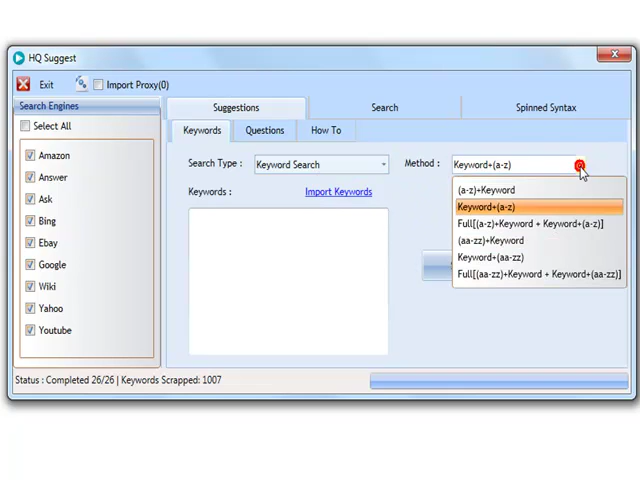 HQ Suggest
Exit
Import Proxy(0)
Search Engines
Suggestions
Search
Spinned Syntax
Select All
Keywords
Questions
How To
Amazon
Answer
Ask
Bing
Ebay
Google
Wiki
Yahoo
Youtube
Search Type :
Keyword Search
Method :
Keyword+(a-z)
Keywords :
Import Keywords
(a-z)+Keyword
Keyword+(a-z)
Full[(a-z)+Keyword + Keyword+(a-z)]
(aa-zz)+Keyword
Keyword+(aa-zz)
Full[(aa-zz)+Keyword + Keyword+(aa-zz)]
Status : Completed 26/26 | Keywords Scrapped: 1007